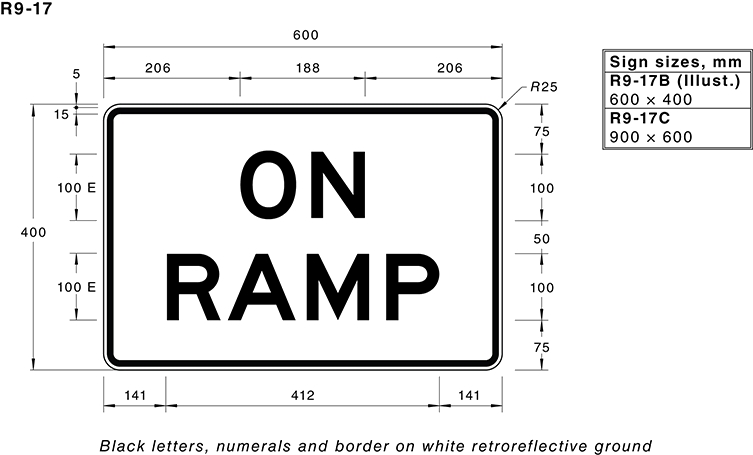 R9-17
600
206 188 206
5
15
R25
Sign sizes, mm
R9-17B (Illust.)
600 × 400
R9-17C
900 × 600
75
100 E
100
400
50
100 E
100
75
ON
RAMP
141 412 141
Black letters, numerals and border on white retroreflective ground